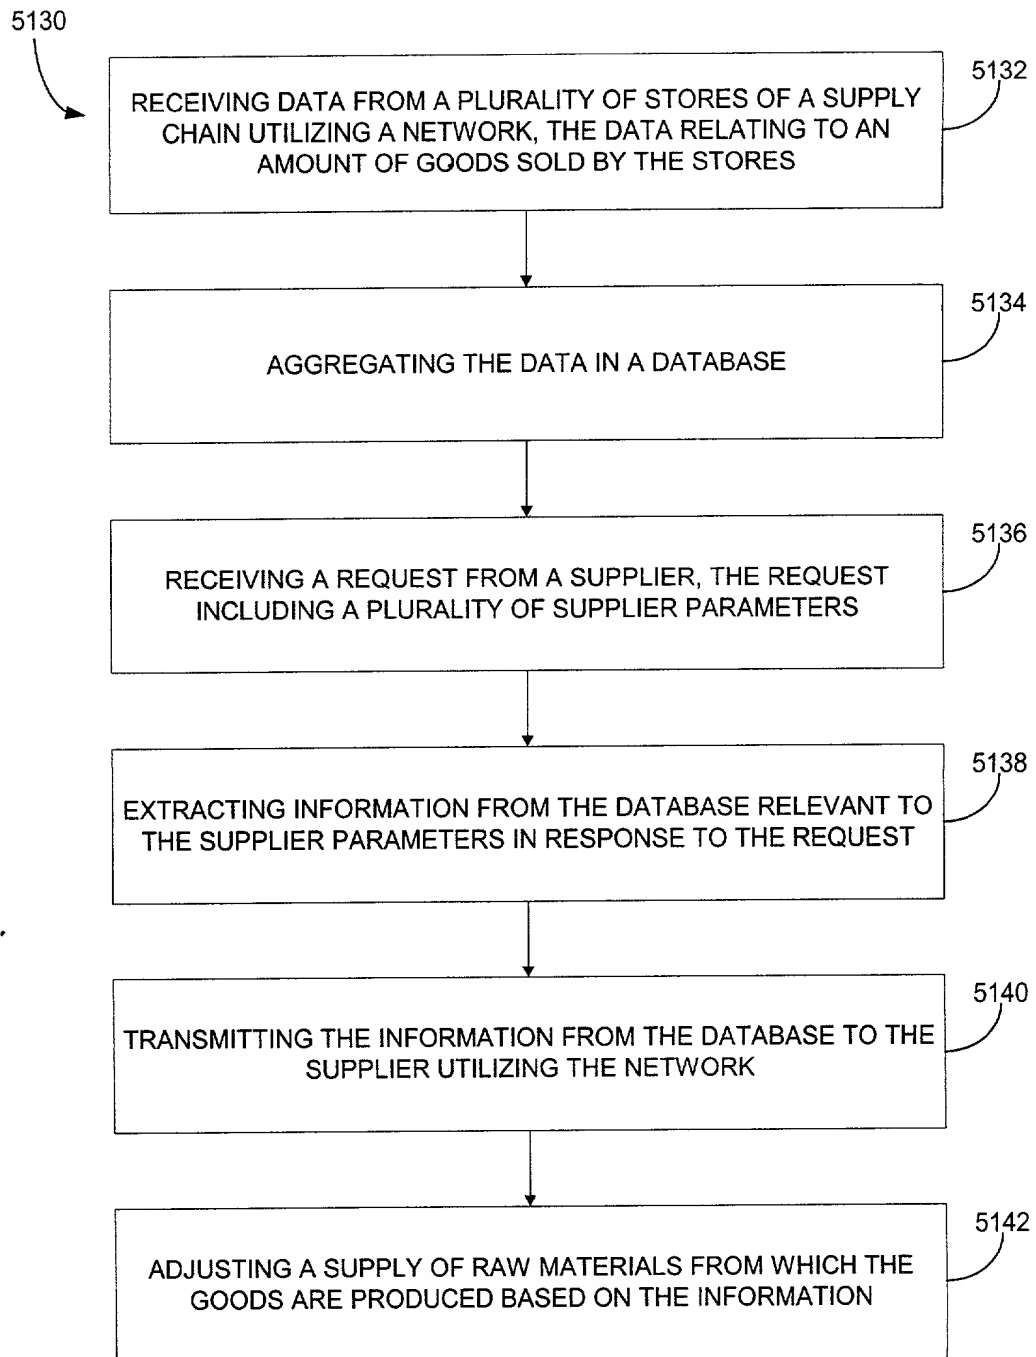 5130
5132
RECEIVING DATA FROM A PLURALITY OF STORES OF A SUPPLY
CHAIN UTILIZING A NETWORK, THE DATA RELATING TO AN
AMOUNT OF GOODS SOLD BY THE STORES
5134
AGGREGATING THE DATA IN A DATABASE
5136
RECEIVING A REQUEST FROM A SUPPLIER, THE REQUEST
INCLUDING A PLURALITY OF SUPPLIER PARAMETERS
5138
EXTRACTING INFORMATION FROM THE DATABASE RELEVANT TO
THE SUPPLIER PARAMETERS IN RESPONSE TO THE REQUEST
5140
TRANSMITTING THE INFORMATION FROM THE DATABASE TO THE
SUPPLIER UTILIZING THE NETWORK
5142
ADJUSTING A SUPPLY OF RAW MATERIALS FROM WHICH THE
GOODS ARE PRODUCED BASED ON THE INFORMATION